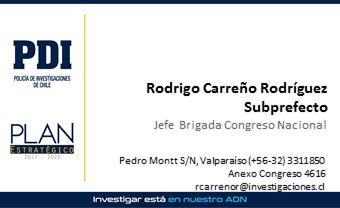 PDI
POLICÍA DE INVESTIGACIONES
DE CHILE
PLAN
ESTRATÉGICO
2017 - 2022
Rodrigo Carreño Rodríguez
Subprefecto
Jefe Brigada Congreso Nacional
Pedro Montt S/N, Valparaíso (+56-32) 3311850
Anexo Congreso 4616
rcarrenor@investigaciones.cl
Investigar está en nuestro ADN